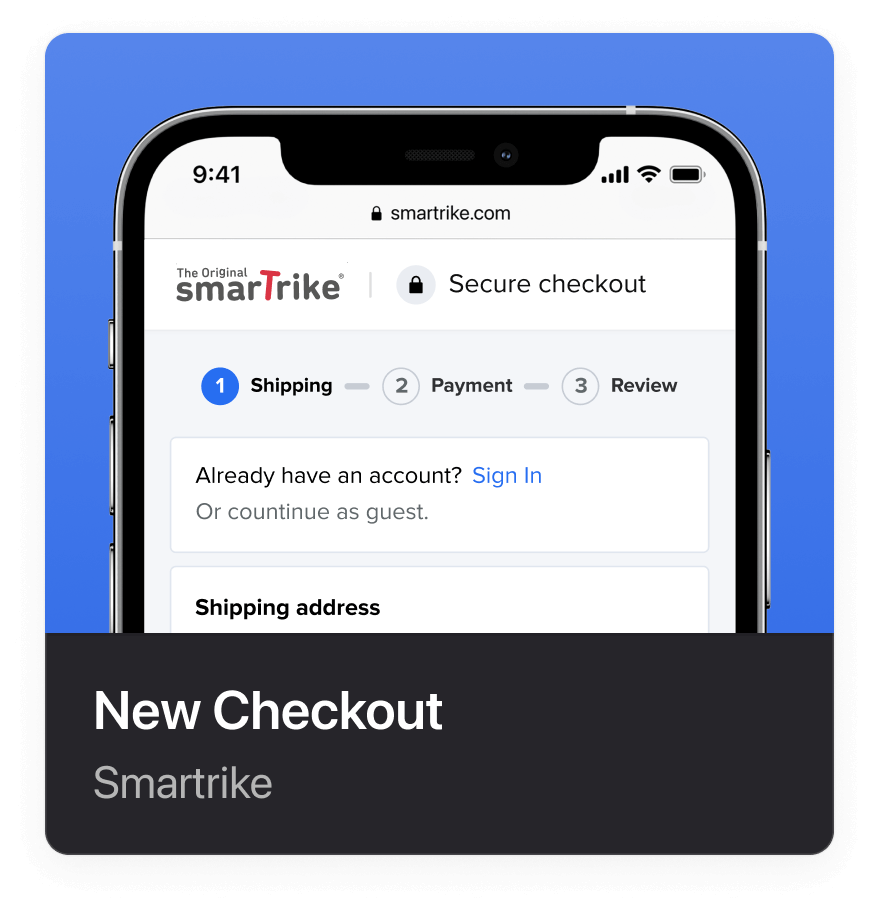 9:41
smartrike.com
The Original
smarTrike®
Secure checkout
1 Shipping 2 Payment 3 Review
Already have an account? Sign In
Or countinue as guest.
Shipping address
New Checkout
Smartrike